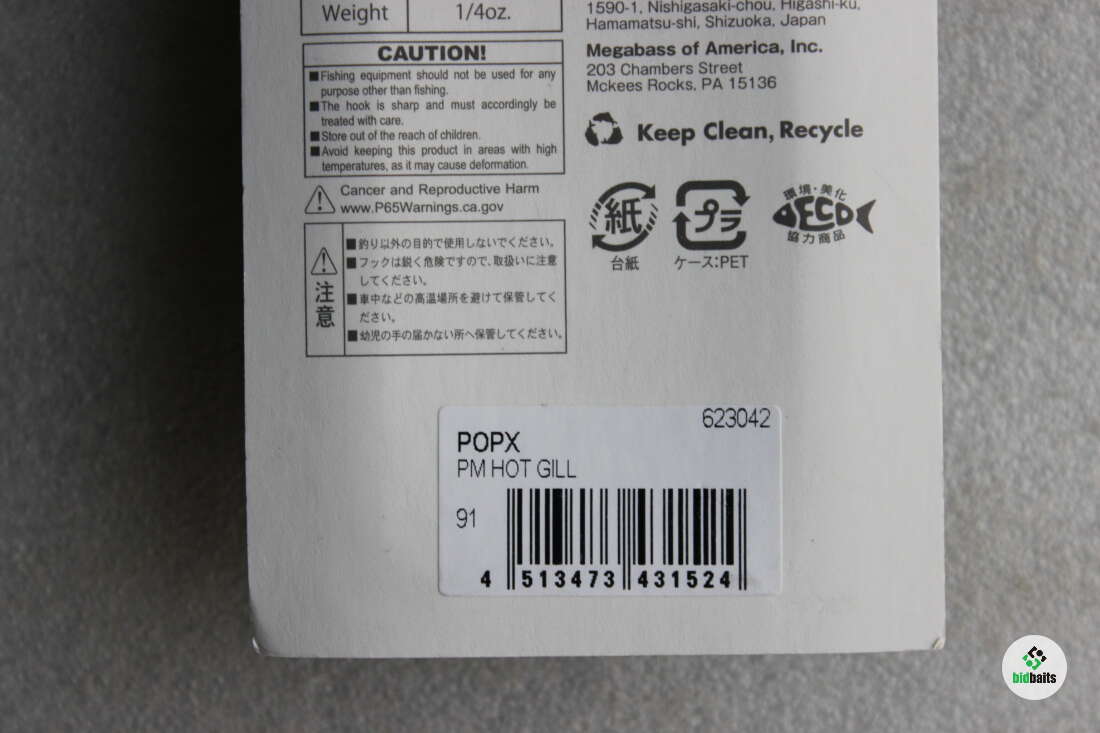 Weight 1/4oz.
CAUTION!
■Fishing equipment should not be used for any
purpose other than fishing.
■The hook is sharp and must accordingly be
treated with care.
■Store out of the reach of children.
■Avoid keeping this product in areas with high
temperatures, as it may cause deformation.
Cancer and Reproductive Harm
www.P65Warnings.ca.gov
注意
■釣り以外の目的で使用しないでください。
■フックは鋭く危険ですので、取扱いに注意
してください。
■車中などの高温場所を避けて保管してく
ださい。
■幼児の手の届かない所へ保管してください。
1590-1, Nishigasaki-chou, Higashi-ku,
Hamamatsu-shi, Shizuoka, Japan
Megabass of America, Inc.
203 Chambers Street
Mckees Rocks, PA 15136
Keep Clean, Recycle
紙
台紙
プラ
ケース:PET
環境・美化
ECO
協力商品
623042
POPX
PM HOT GILL
91
4 513473 431524
bidbaits